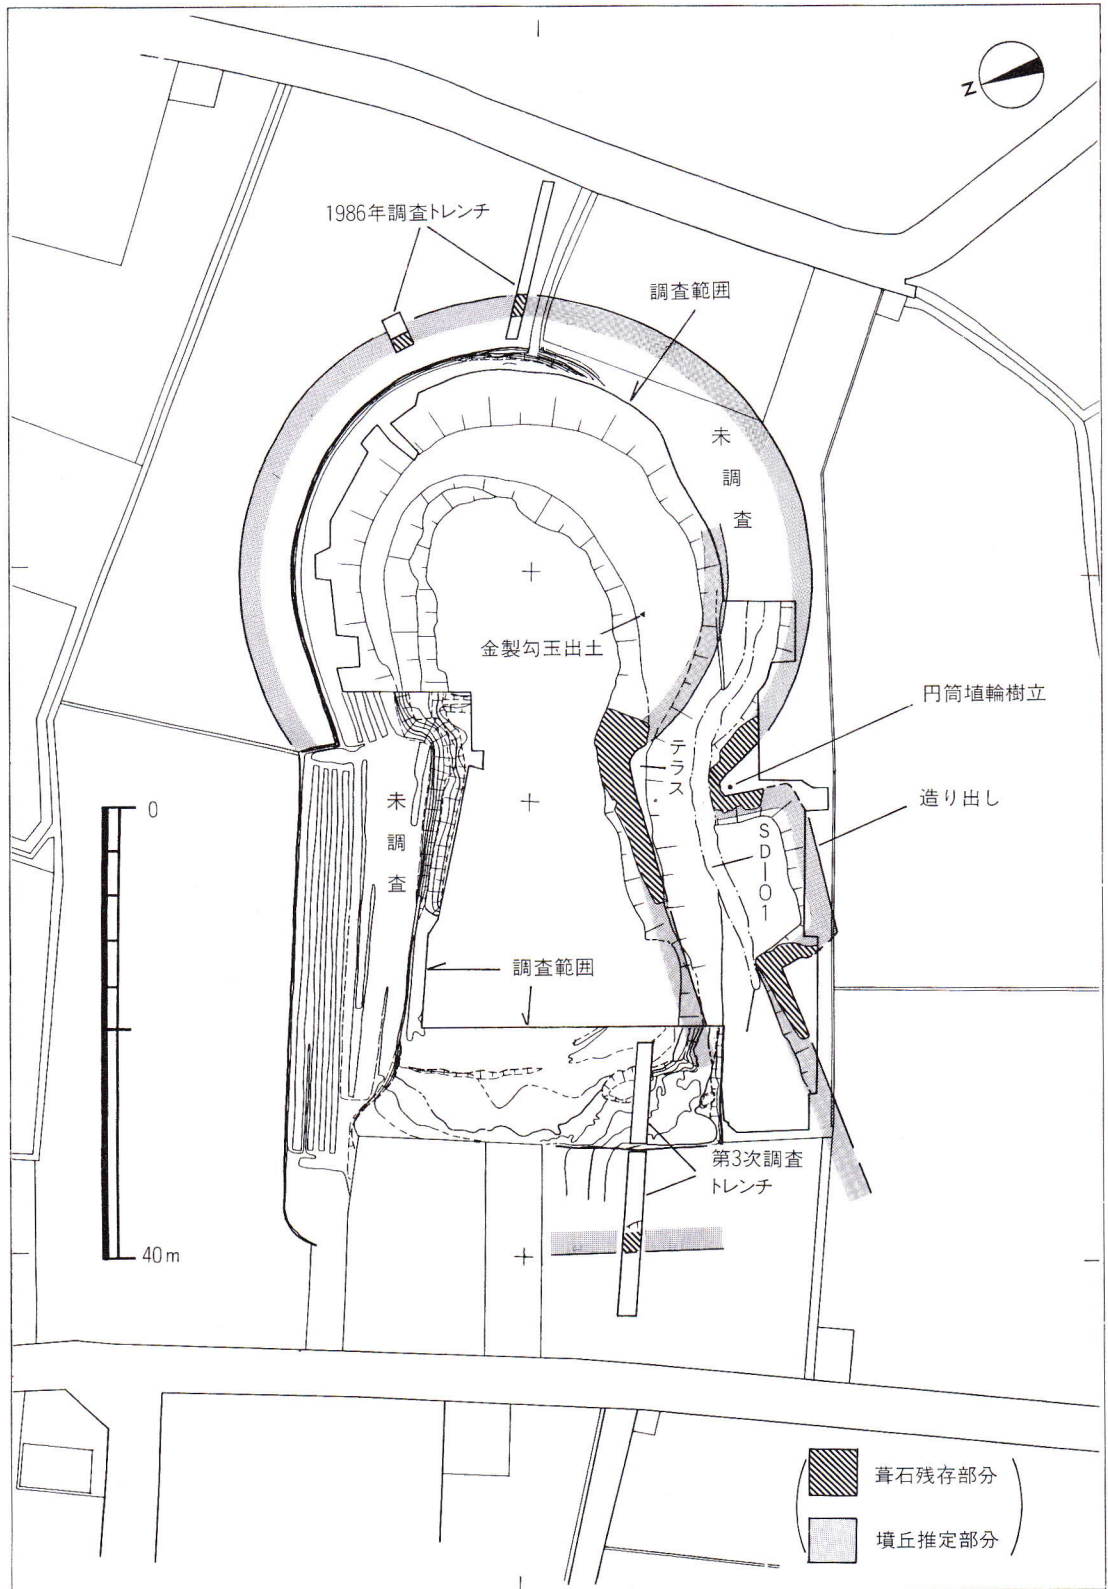 N
1986年調査トレンチ
調査範囲
未調査
金製勾玉出土
円筒埴輪樹立
テラス
造り出し
0
未調査
SD-01
調査範囲
第3次調査
トレンチ
40m
葺石残存部分
墳丘推定部分